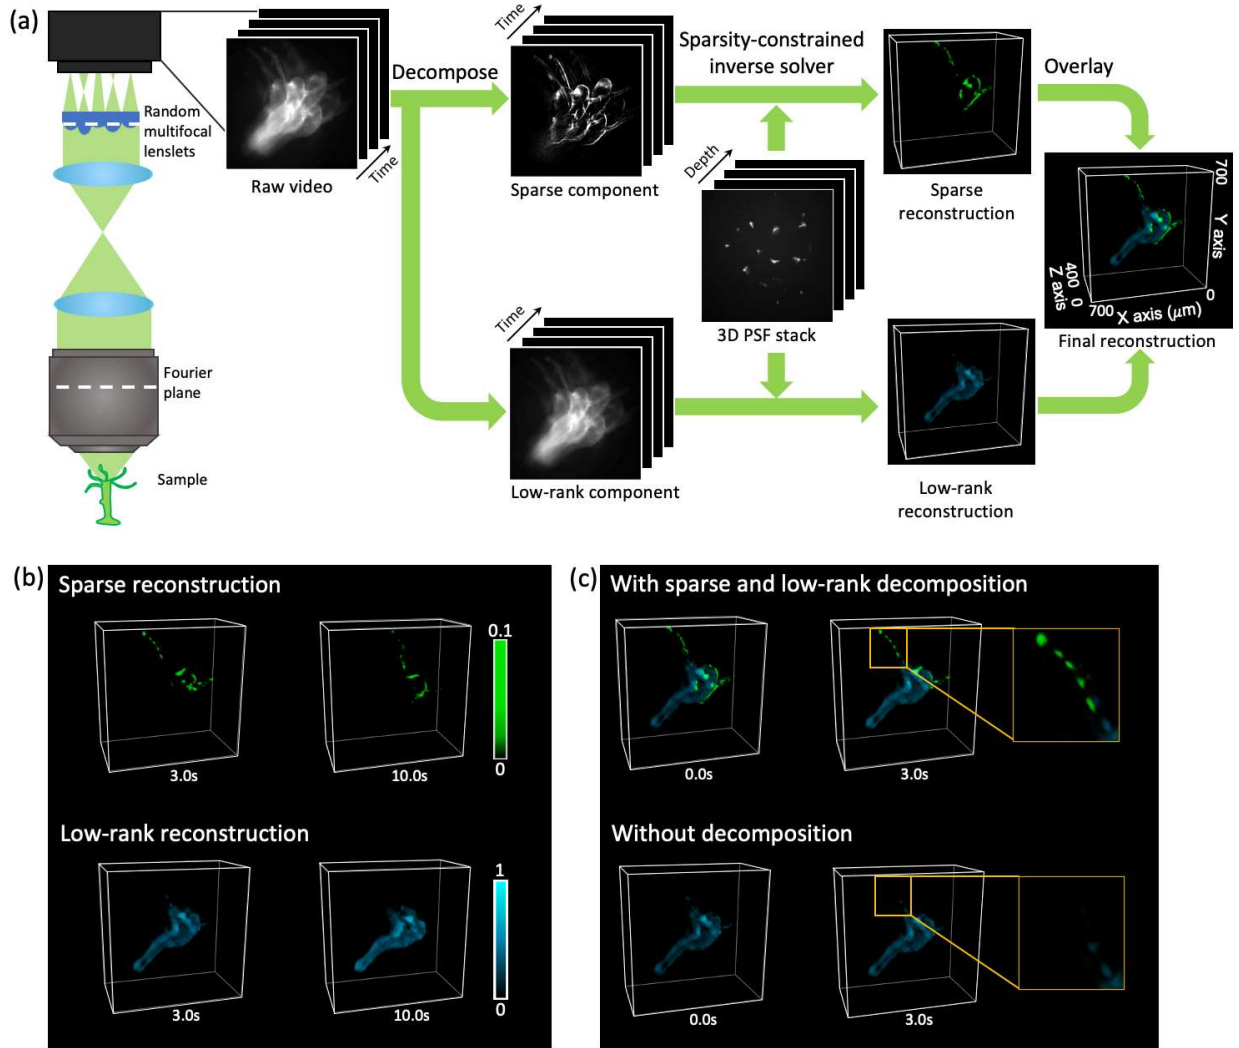 (a)
Random
multifocal
lenslets
Fourier
plane
Sample
Raw video
Time
Decompose
Time
Sparse component
Time
Low-rank component
Sparsity-constrained
inverse solver
Depth
3D PSF stack
Sparse
reconstruction
Low-rank
reconstruction
Overlay
700
Y axis
0
400
0
Z axis
700
X axis (μm)
Final reconstruction
(b)
Sparse reconstruction
3.0s
10.0s
0.1
0
Low-rank reconstruction
3.0s
10.0s
1
0
(c)
With sparse and low-rank decomposition
0.0s
3.0s
Without decomposition
0.0s
3.0s